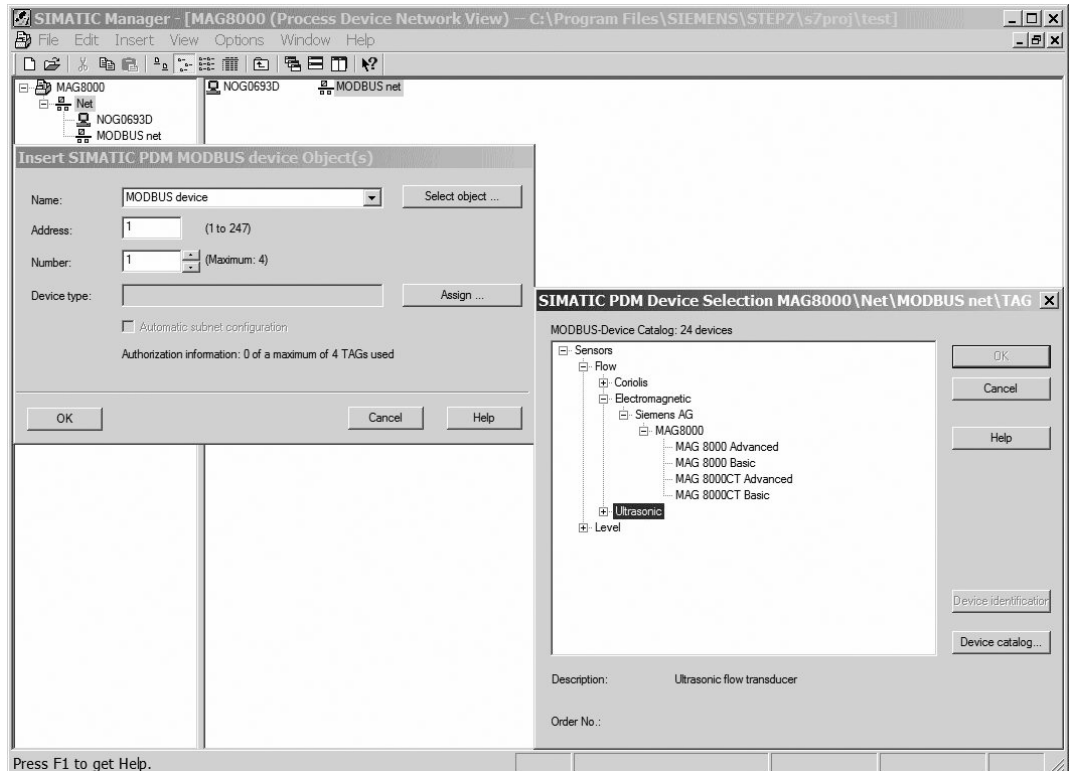 SIMATIC Manager - [MAG8000 (Process Device Network View) -- C:\Program Files\SIEMENS\STEP7\s7proj\test]
File Edit Insert View Options Window Help
MAG8000
Net
NOG0693D
MODBUS net
NOG0693D MODBUS net
Insert SIMATIC PDM MODBUS device Object(s)
Name: MODBUS device Select object ...
Address: 1 (1 to 247)
Number: 1 (Maximum: 4)
Device type: Assign ...
Automatic subnet configuration
Authorization information: 0 of a maximum of 4 TAGs used
OK Cancel Help
SIMATIC PDM Device Selection MAG8000\Net\MODBUS net\TAG
MODBUS-Device Catalog: 24 devices
Sensors
Flow
Coriolis
Electromagnetic
Siemens AG
MAG8000
MAG 8000 Advanced
MAG 8000 Basic
MAG 8000CT Advanced
MAG 8000CT Basic
Ultrasonic
Level
OK
Cancel
Help
Device identification
Device catalog...
Description: Ultrasonic flow transducer
Order No.:
Press F1 to get Help.